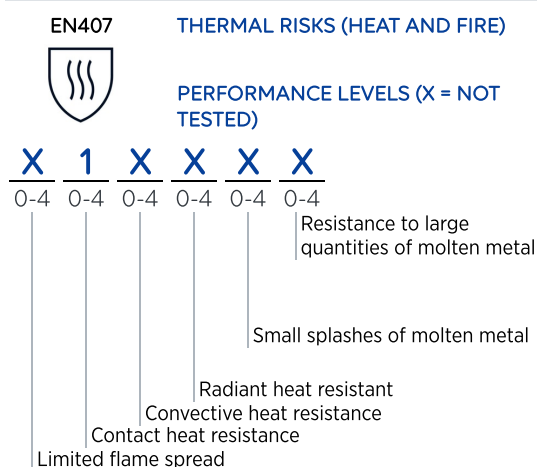 EN407
THERMAL RISKS (HEAT AND FIRE)
PERFORMANCE LEVELS (X = NOT
TESTED)
X 1 X X X X
0-4 0-4 0-4 0-4 0-4 0-4
Resistance to large
quantities of molten metal
Small splashes of molten metal
Radiant heat resistant
Convective heat resistance
Contact heat resistance
Limited flame spread